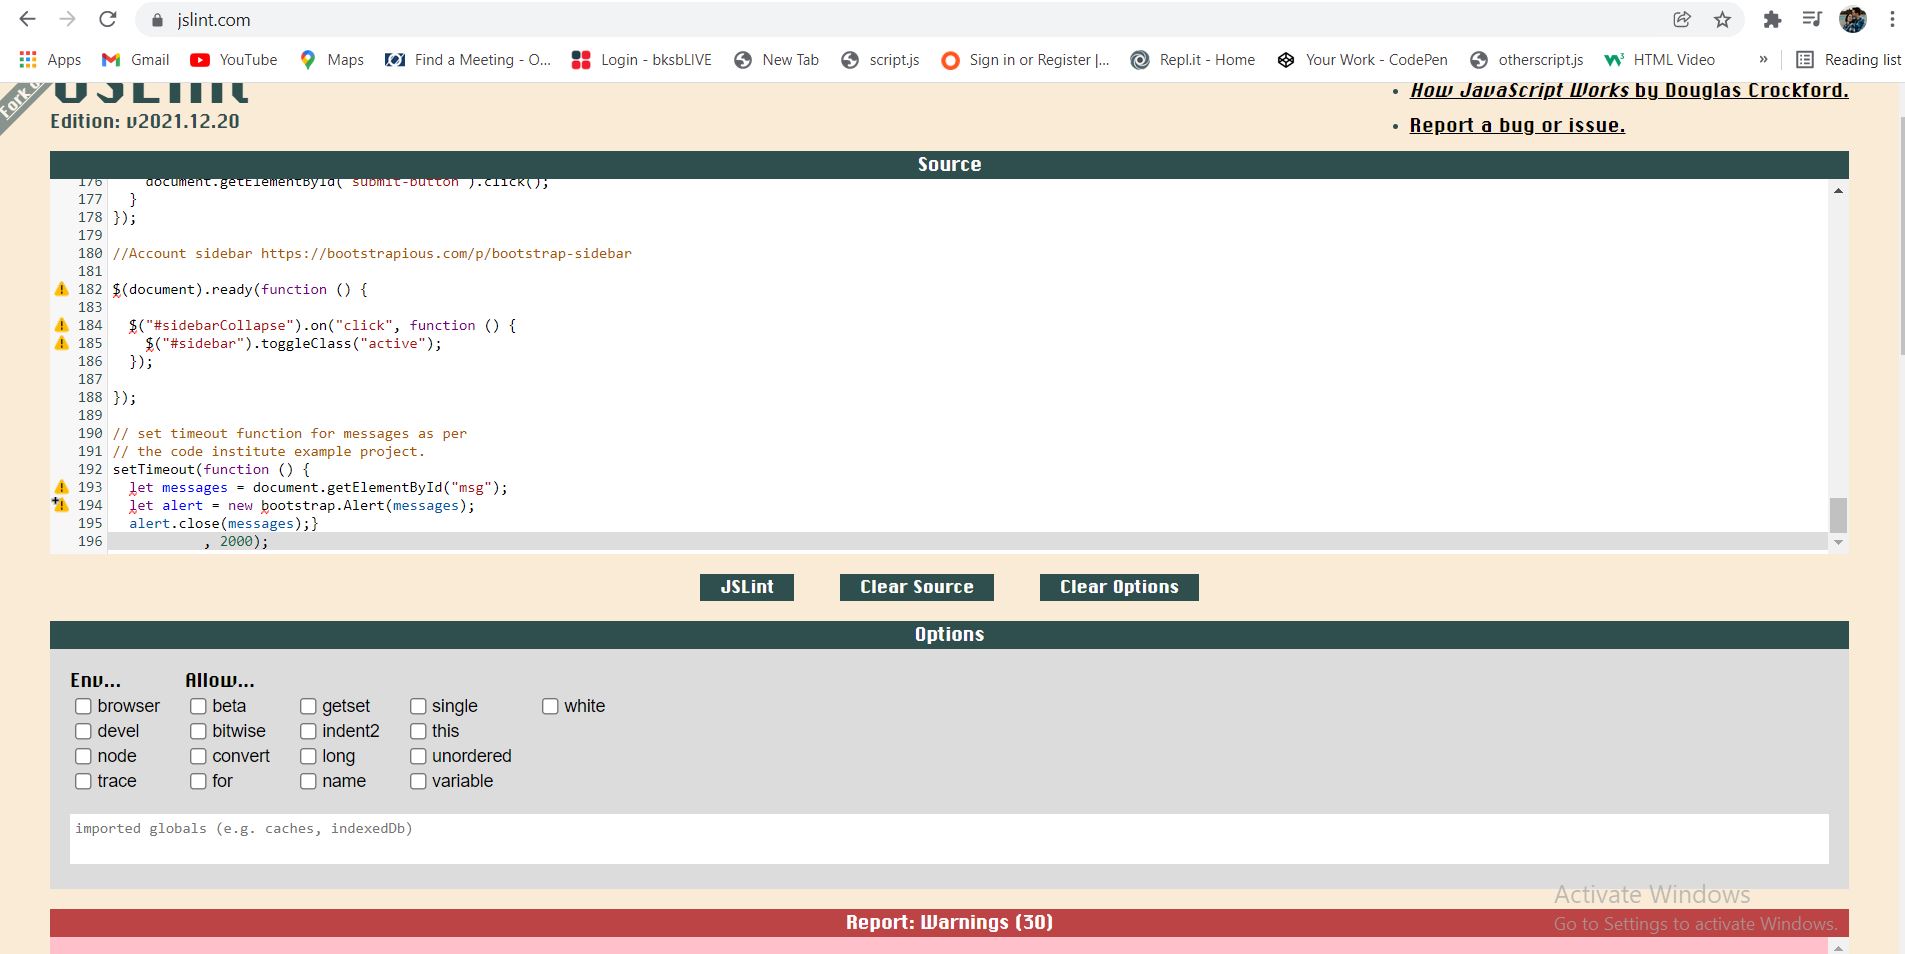 jslint.com
Apps Gmail YouTube Maps Find a Meeting - O... Login - bksbLIVE New Tab script.js Sign in or Register |... Repl.it - Home Your Work - CodePen otherscript.js HTML Video » Reading list
Fork
JSLint
How JavaScript Works by Douglas Crockford.
Edition: v2021.12.20
Report a bug or issue.
Source
176 document.getElementById("submit-button").click();
177 }
178 });
179
180 //Account sidebar https://bootstrapious.com/p/bootstrap-sidebar
181
182 $(document).ready(function () {
183
184 $("#sidebarCollapse").on("click", function () {
185 $("#sidebar").toggleClass("active");
186 });
187
188 });
189
190 // set timeout function for messages as per
191 // the code institute example project.
192 setTimeout(function () {
193 let messages = document.getElementById("msg");
194 let alert = new bootstrap.Alert(messages);
195 alert.close(messages);}
196 , 2000);
JSLint Clear Source Clear Options
Options
Env... Allow...
browser beta getset single white
devel bitwise indent2 this
node convert long unordered
trace for name variable
imported globals (e.g. caches, indexedDb)
Activate Windows
Report: Warnings (30)
Go to Settings to activate Windows.